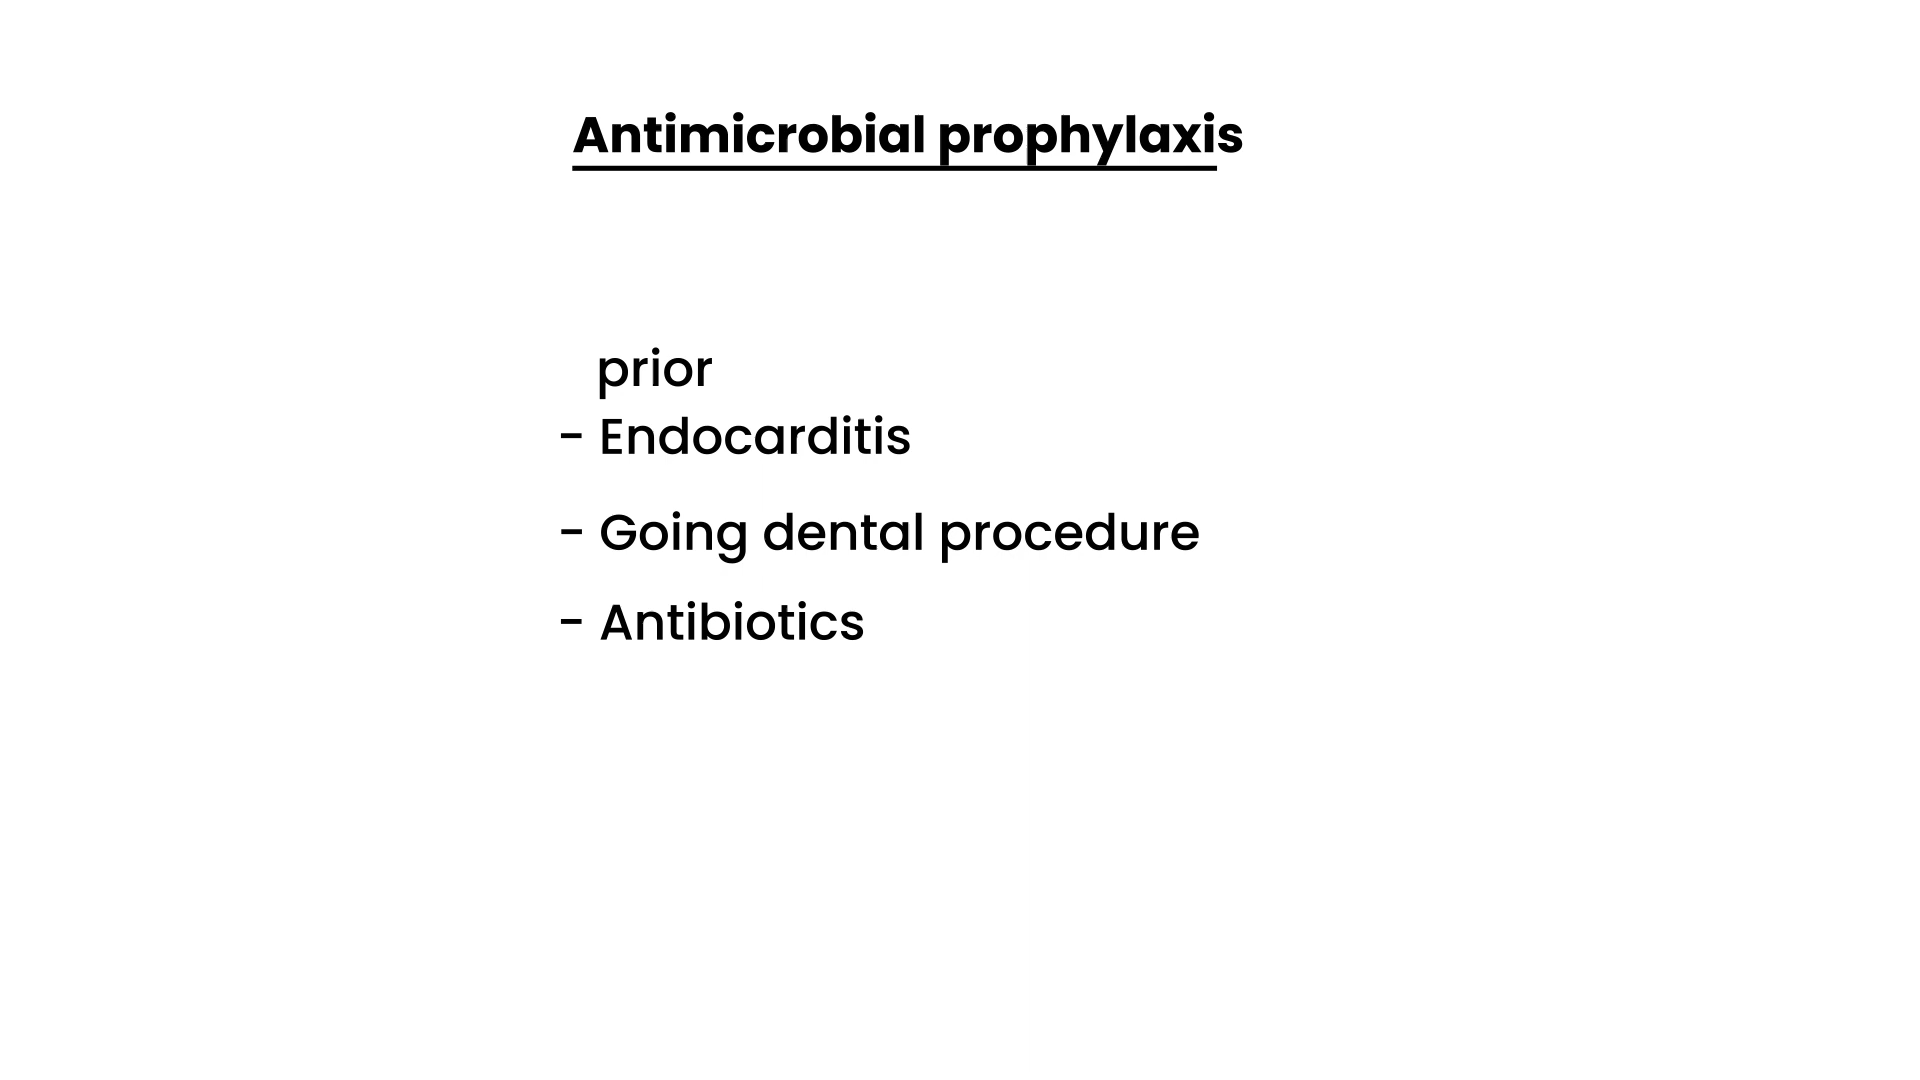 Antimicrobial prophylaxis
prior
- Endocarditis
- Going dental procedure
- Antibiotics